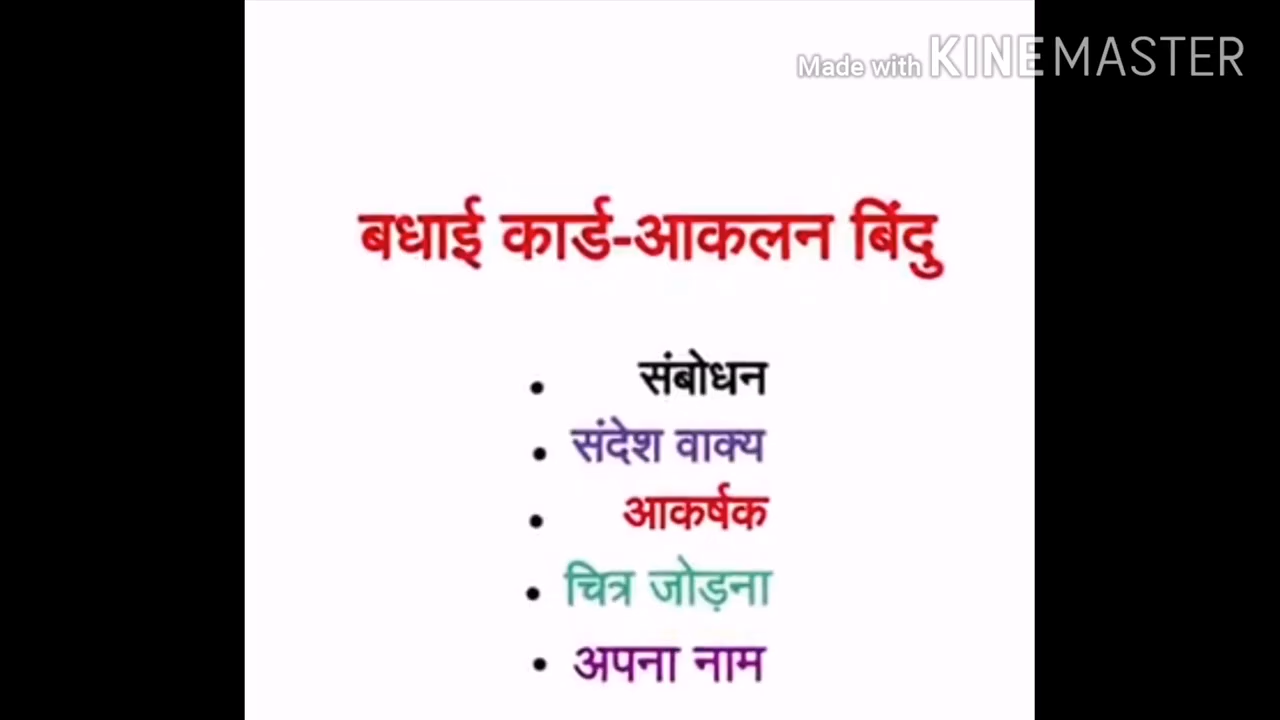 Made with KINEMASTER
बधाई कार्ड-आकलन बिंदु
• संबोधन
• संदेश वाक्य
• आकर्षक
• चित्र जोड़ना
• अपना नाम